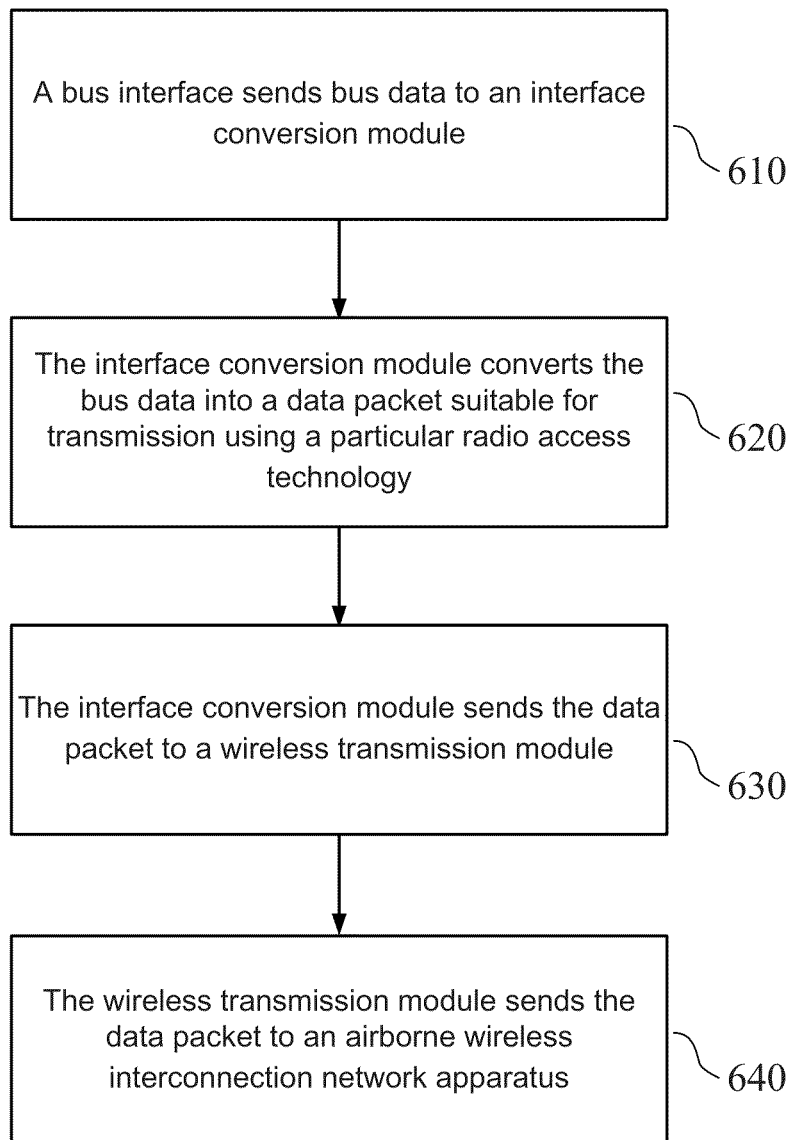 A bus interface sends bus data to an interface
conversion module
610
The interface conversion module converts the
bus data into a data packet suitable for
transmission using a particular radio access
technology
620
The interface conversion module sends the data
packet to a wireless transmission module
630
The wireless transmission module sends the
data packet to an airborne wireless
interconnection network apparatus
640